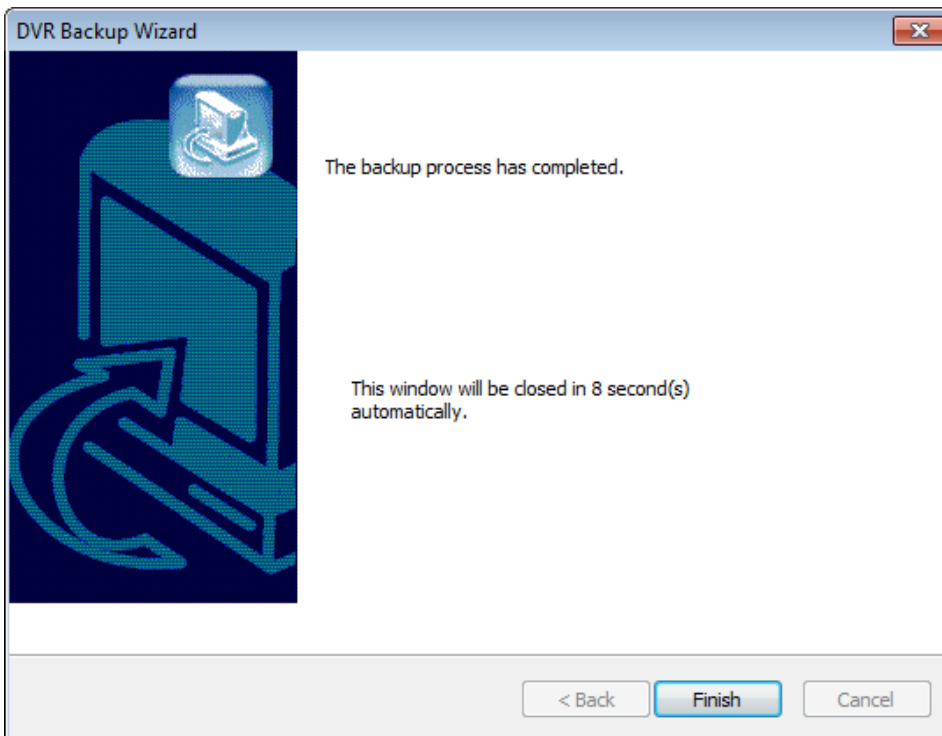 DVR Backup Wizard
The backup process has completed.
This window will be closed in 8 second(s)
automatically.
< Back
Finish
Cancel